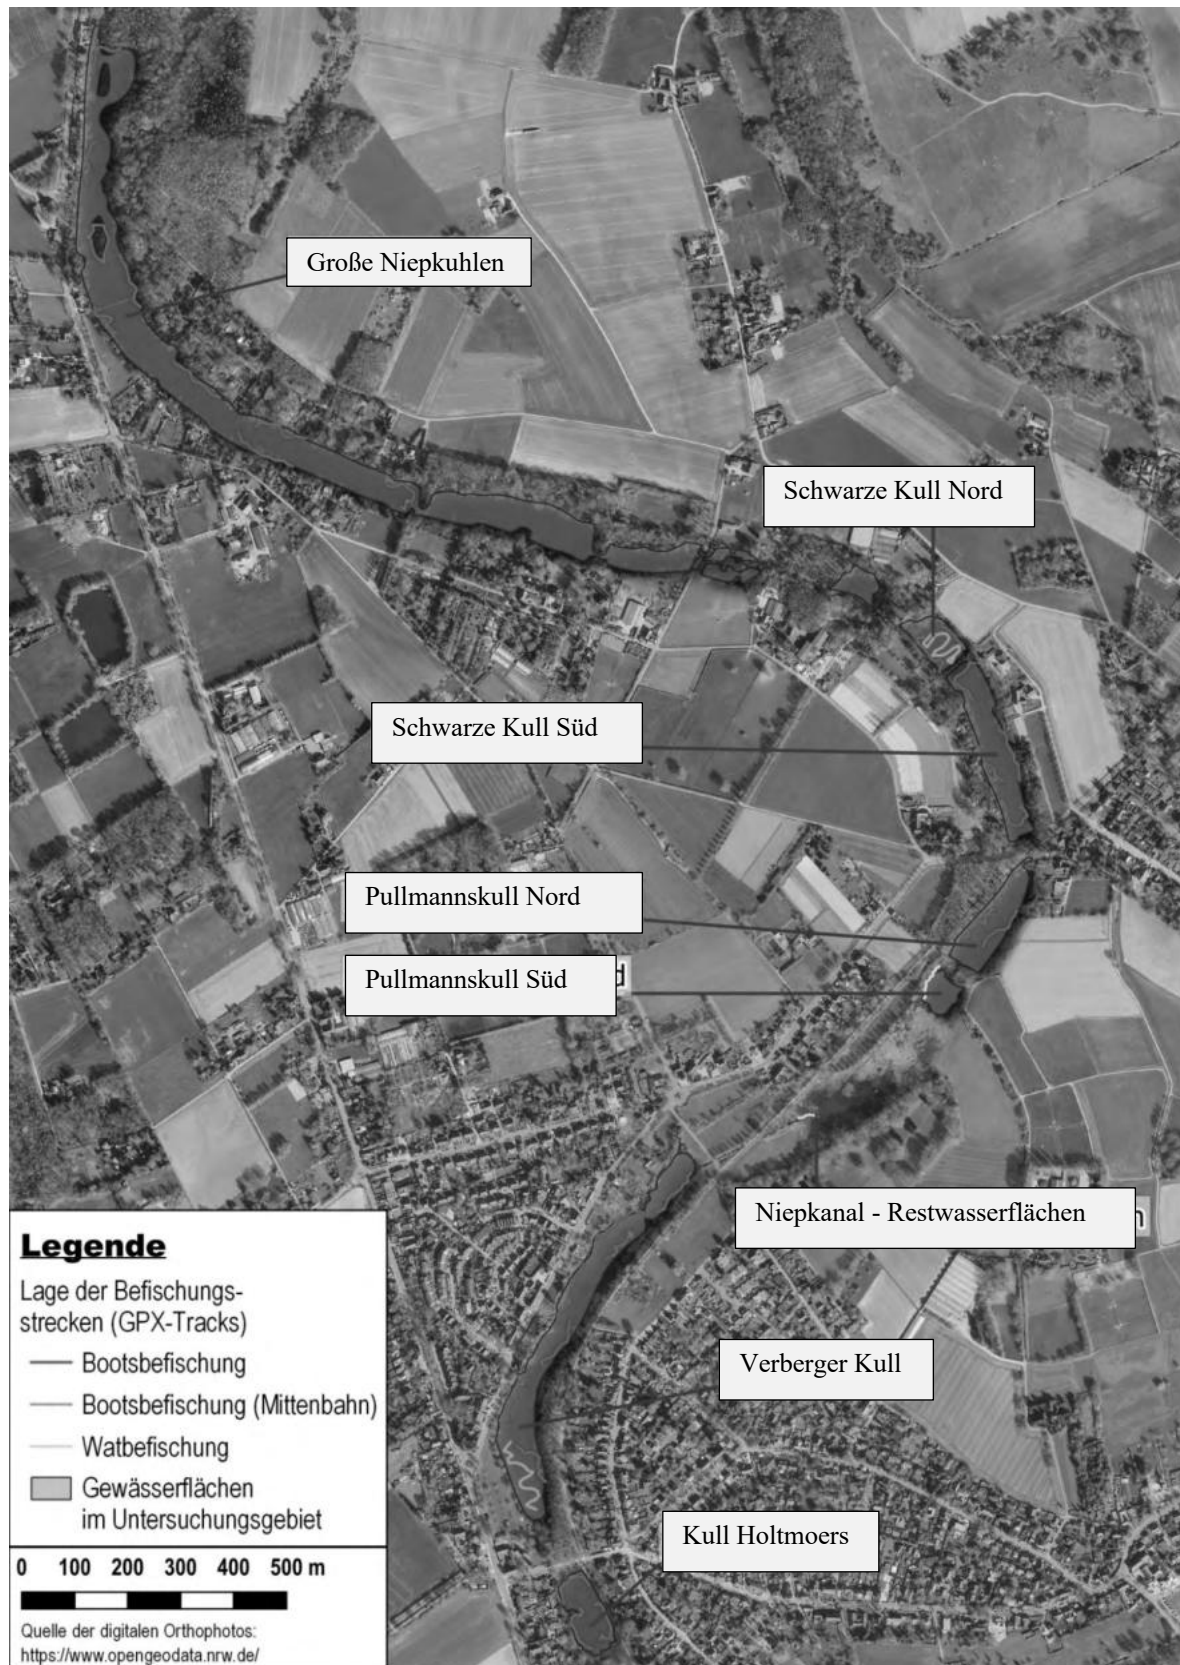 Große Niepkuhlen
Schwarze Kull Nord
Schwarze Kull Süd
Pullmannskull Nord
Pullmannskull Süd
d
Niepkanal - Restwasserflächen
n
Verberger Kull
Kull Holtmoers
Legende
Lage der Befischungs-
strecken (GPX-Tracks)
Bootsbefischung
Bootsbefischung (Mittenbahn)
Watbefischung
Gewässerflächen
im Untersuchungsgebiet
0 100 200 300 400 500 m
Quelle der digitalen Orthophotos:
https://www.opengeodata.nrw.de/